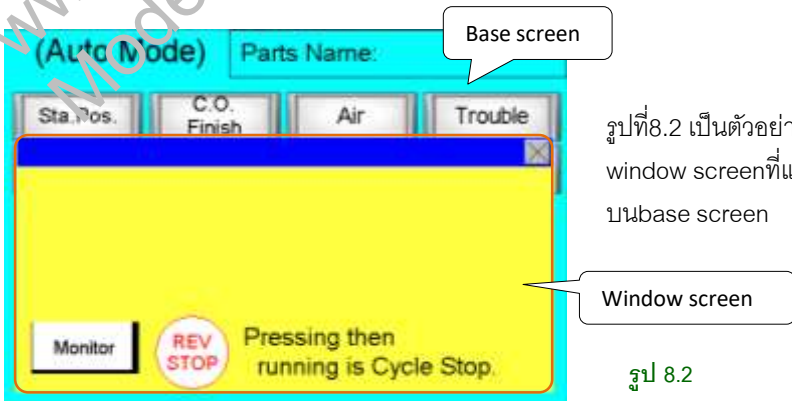 Base screen
(Auto Mode) Parts Name:
Sta.Pos. C.O. Finish Air Trouble
รูปที่8.2 เป็นตัวอย่า
window screenที่แ
บนbase screen
Window screen
Monitor REV STOP Pressing then
running is Cycle Stop.
รูป 8.2